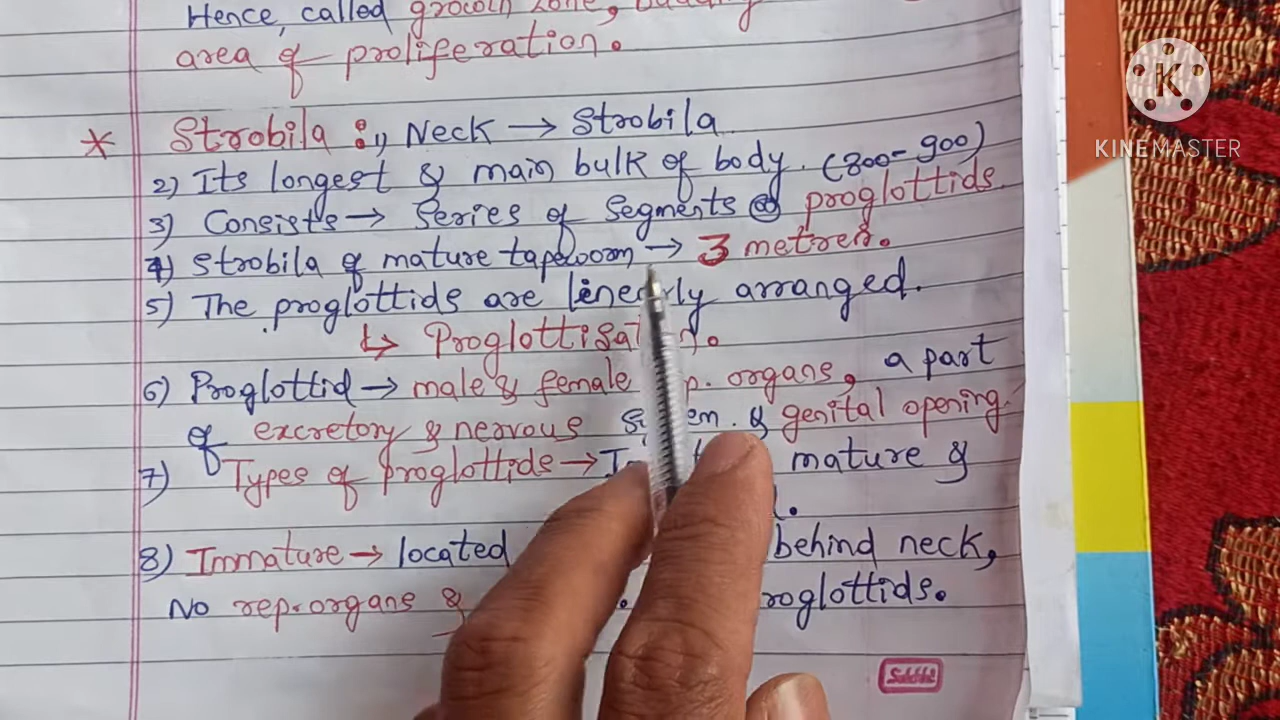 Hence, called growth zone,
area of proliferation.
* Strobila :1) Neck → Strobila
2) Its longest & main bulk of body. (800-900)
3) Consists → Series of Segments proglottids
4) Strobila of mature tapeworm → 3 metres.
5) The proglottids are linearly arranged.
↳ Proglottisation.
6) Proglottid → male & female rep. organs, a part
of excretory & nervous system. & genital opening.
7) Types of proglottids → mature &
8) Immature → located behind neck,
No rep. organs & proglottids.
K
KINEMASTER